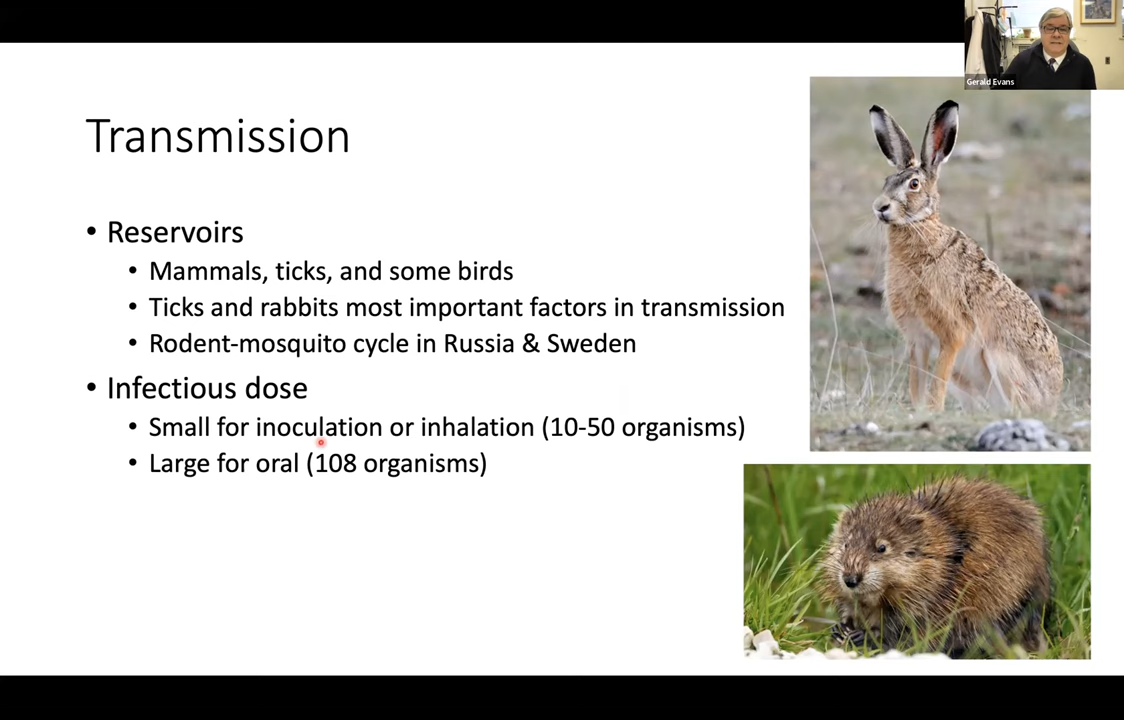 Gerald Evans
Transmission
• Reservoirs
• Mammals, ticks, and some birds
• Ticks and rabbits most important factors in transmission
• Rodent-mosquito cycle in Russia & Sweden
• Infectious dose
• Small for inoculation or inhalation (10-50 organisms)
• Large for oral (108 organisms)